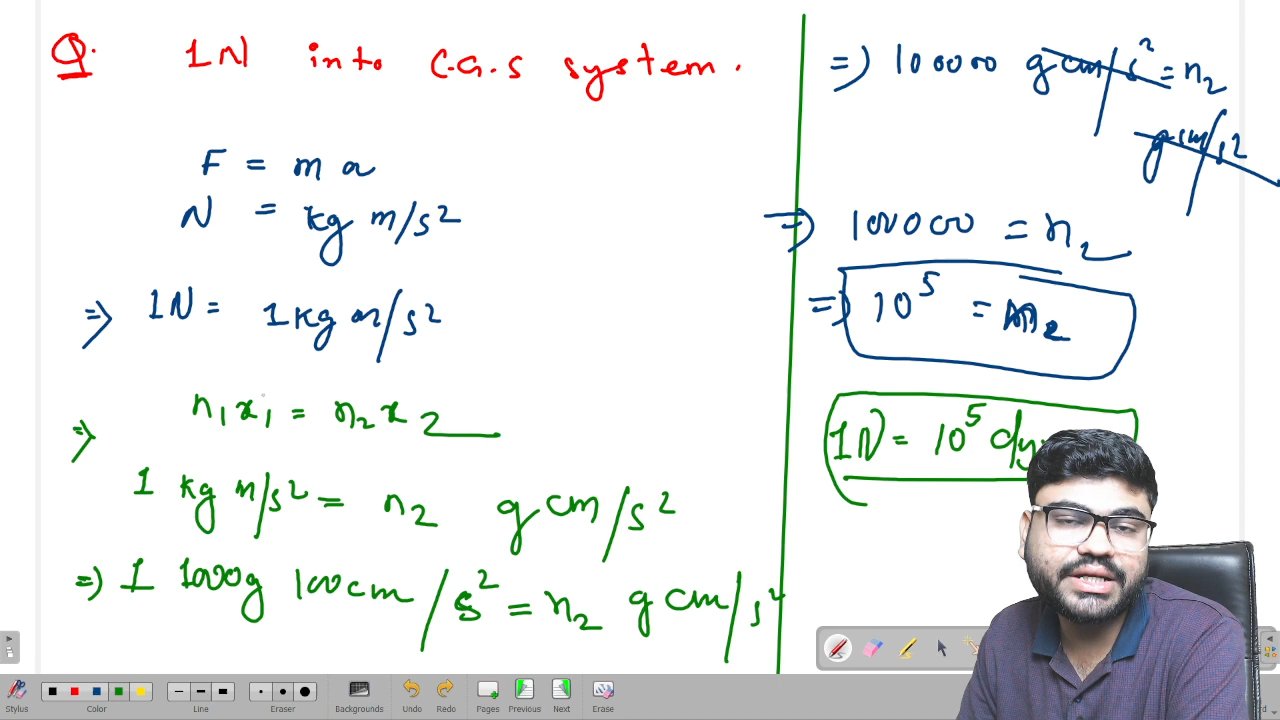 Q. 1N into C.G.S system.
F = m a
N = kg m/s²
⇒ 1N = 1 kg m/s²
⇒ n₁x₁ = n₂x₂
1 kg m/s² = n₂ g cm/s²
⇒ 1 1000g 100cm / s² = n₂ g cm/s²
⇒ 100000 g cm/s² = n₂
g cm/s²
⇒ 100000 = n₂
⇒ 10⁵ = n₂
1N = 10⁵
Stylus
Color
Line
Eraser
Backgrounds
Undo
Redo
Pages
Previous
Next
Erase